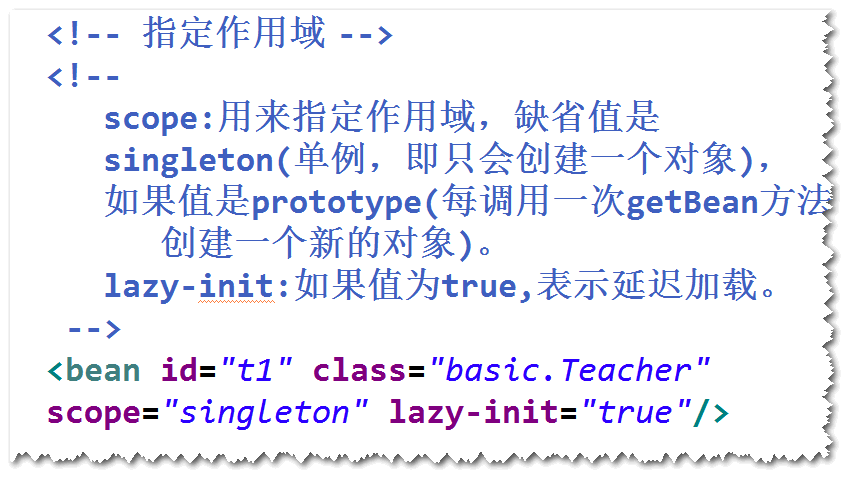 <!-- 指定作用域 -->
<!--
scope:用来指定作用域，缺省值是
singleton(单例，即只会创建一个对象)，
如果值是prototype(每调用一次getBean方法
创建一个新的对象)。
lazy-init:如果值为true,表示延迟加载。
-->
<bean id="t1" class="basic.Teacher"
scope="singleton" lazy-init="true"/>